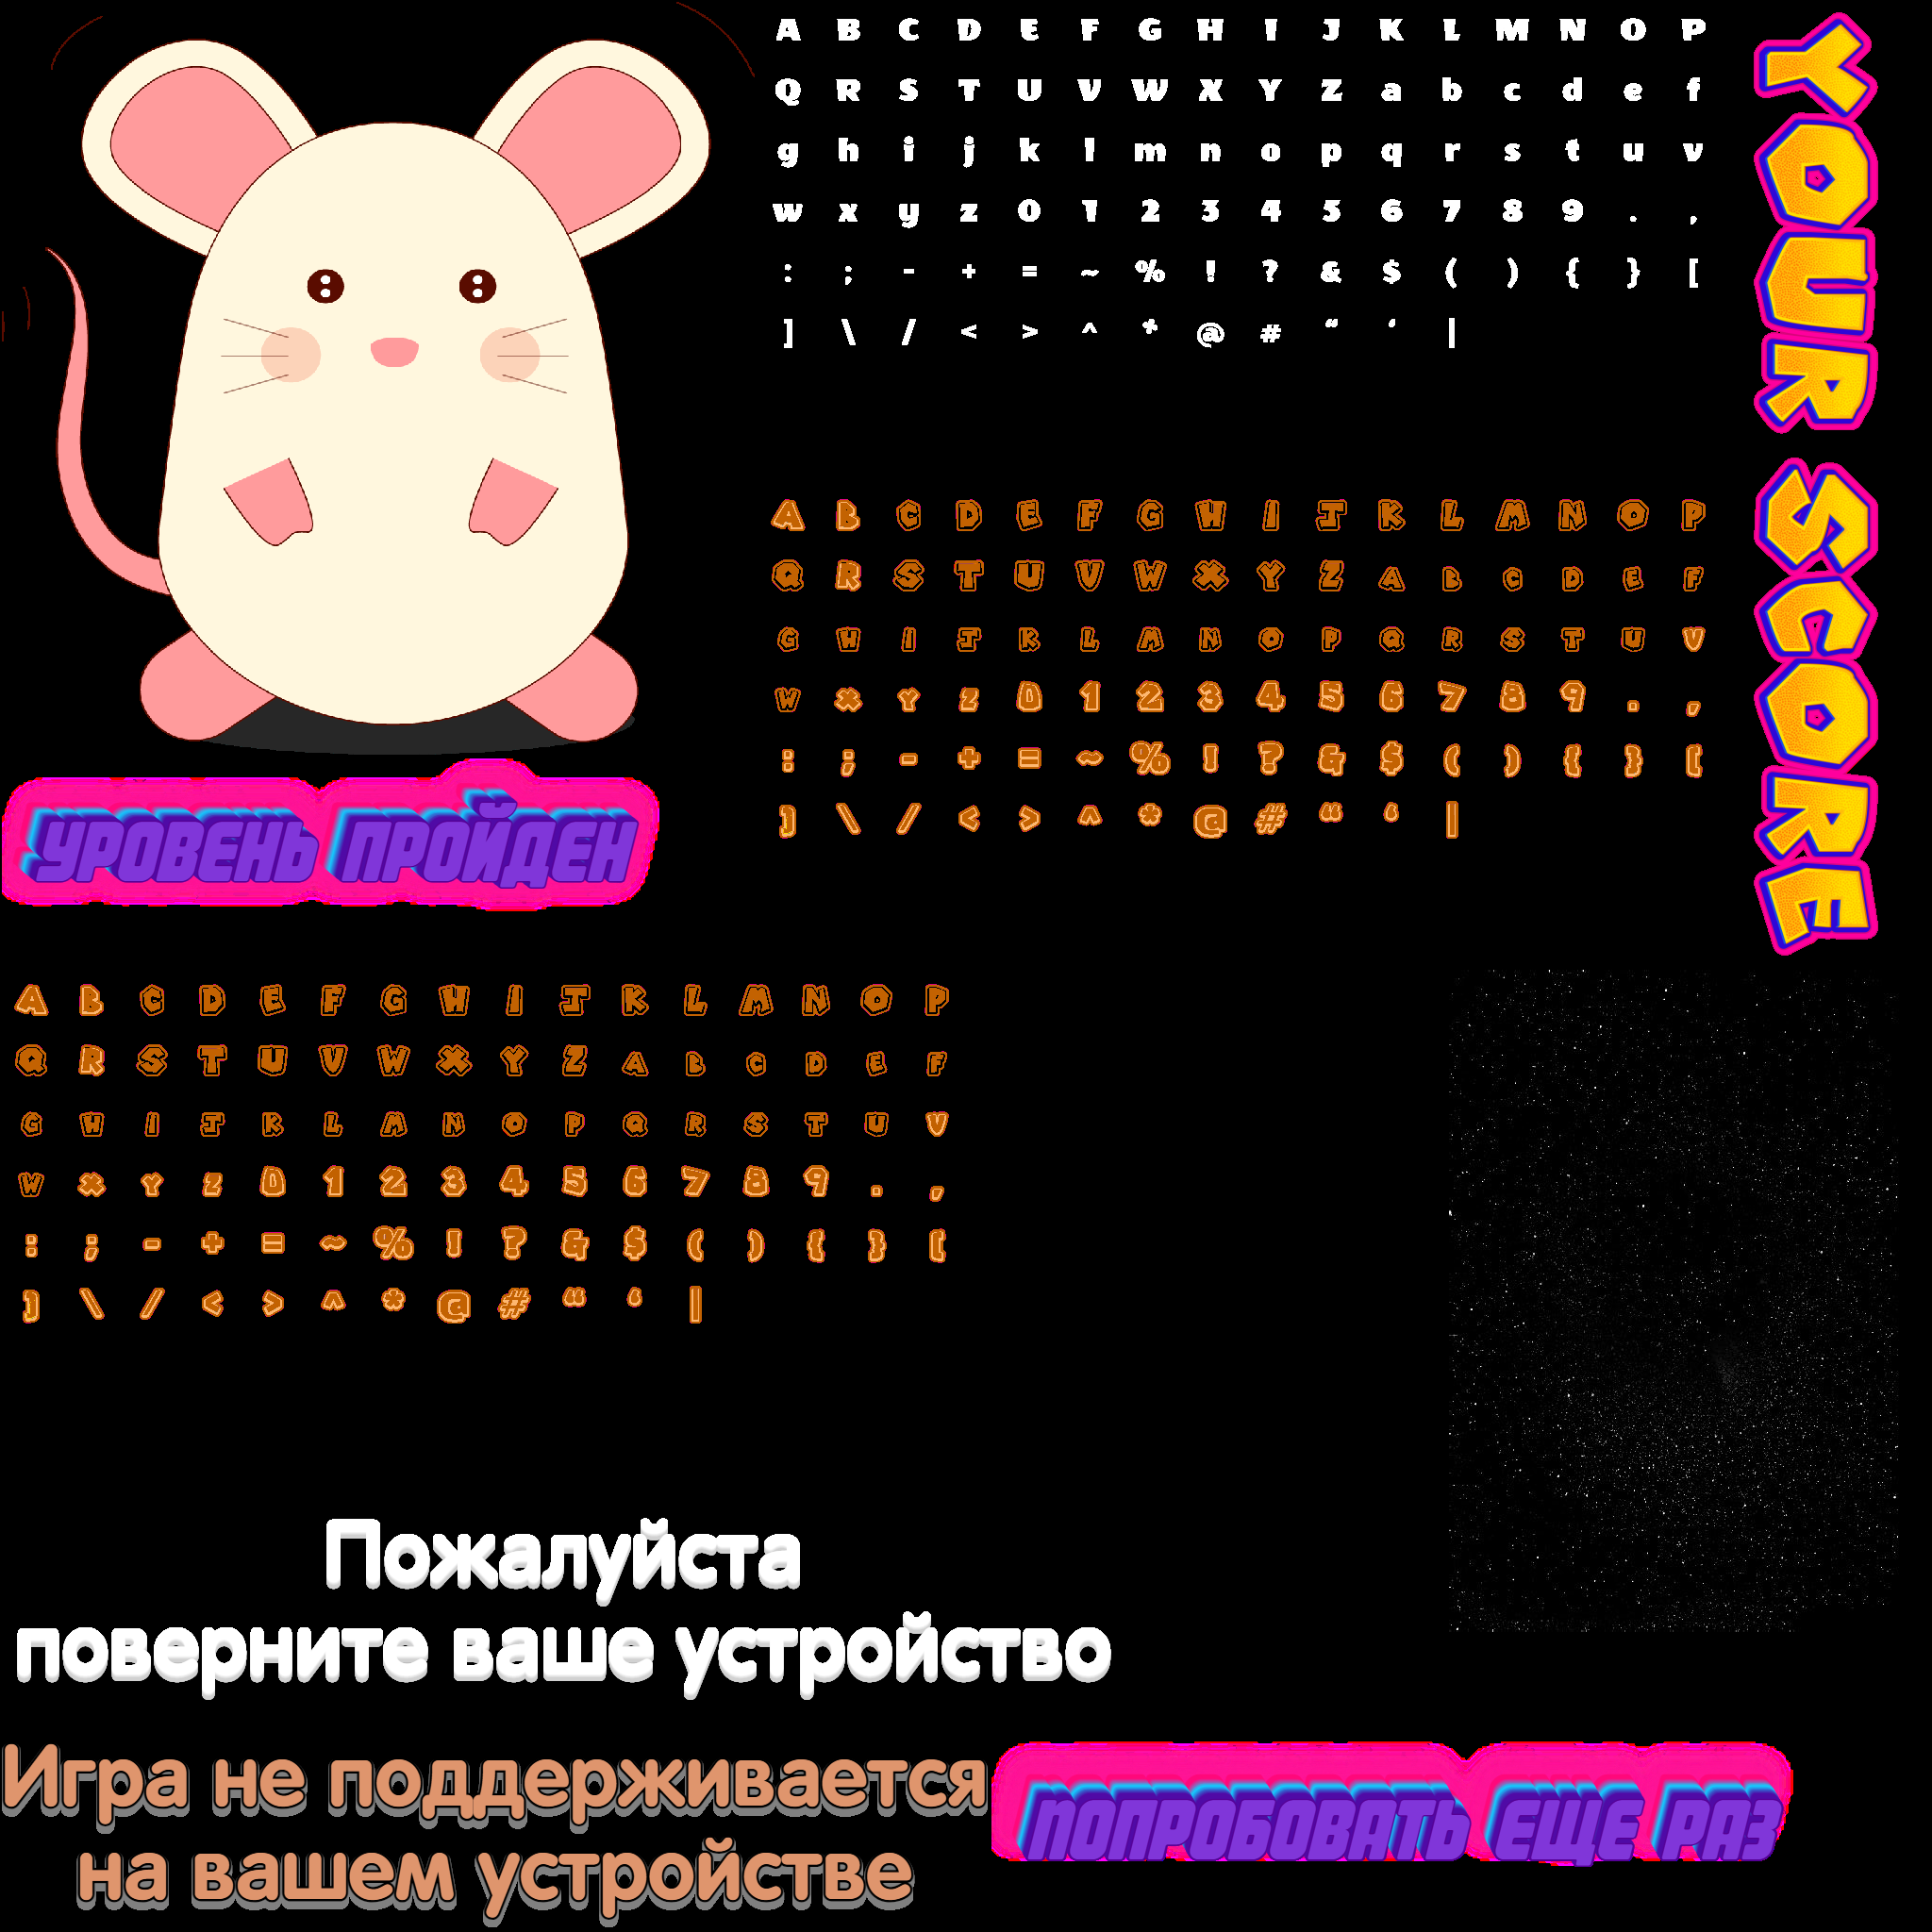 A B C D E F G H I J K L M N O P
Q R S T U V W X Y Z a b c d e f
g h i j k l m n o p q r s t u v
w x y z 0 1 2 3 4 5 6 7 8 9 . ,
: ; - + = ~ % ! ? & $ ( ) { } [
] \ / < > ^ * @ # “ ‘ |
YOUR SCORE
A B C D E F G H I J K L M N O P
Q R S T U V W X Y Z A B C D E F
G H I J K L M N O P Q R S T U V
W X Y Z 0 1 2 3 4 5 6 7 8 9 . ,
: ; - + = ~ % ! ? & $ ( ) { } [
] \ / < > ^ * @ # “ ‘ |
УРОВЕНЬ ПРОЙДЕН
A B C D E F G H I J K L M N O P
Q R S T U V W X Y Z A B C D E F
G H I J K L M N O P Q R S T U V
W X Y Z 0 1 2 3 4 5 6 7 8 9 . ,
: ; - + = ~ % ! ? & $ ( ) { } [
] \ / < > ^ * @ # “ ‘ |
Пожалуйста
поверните ваше устройство
Игра не поддерживается
на вашем устройстве
ПОПРОБОВАТЬ ЕЩЕ РАЗ